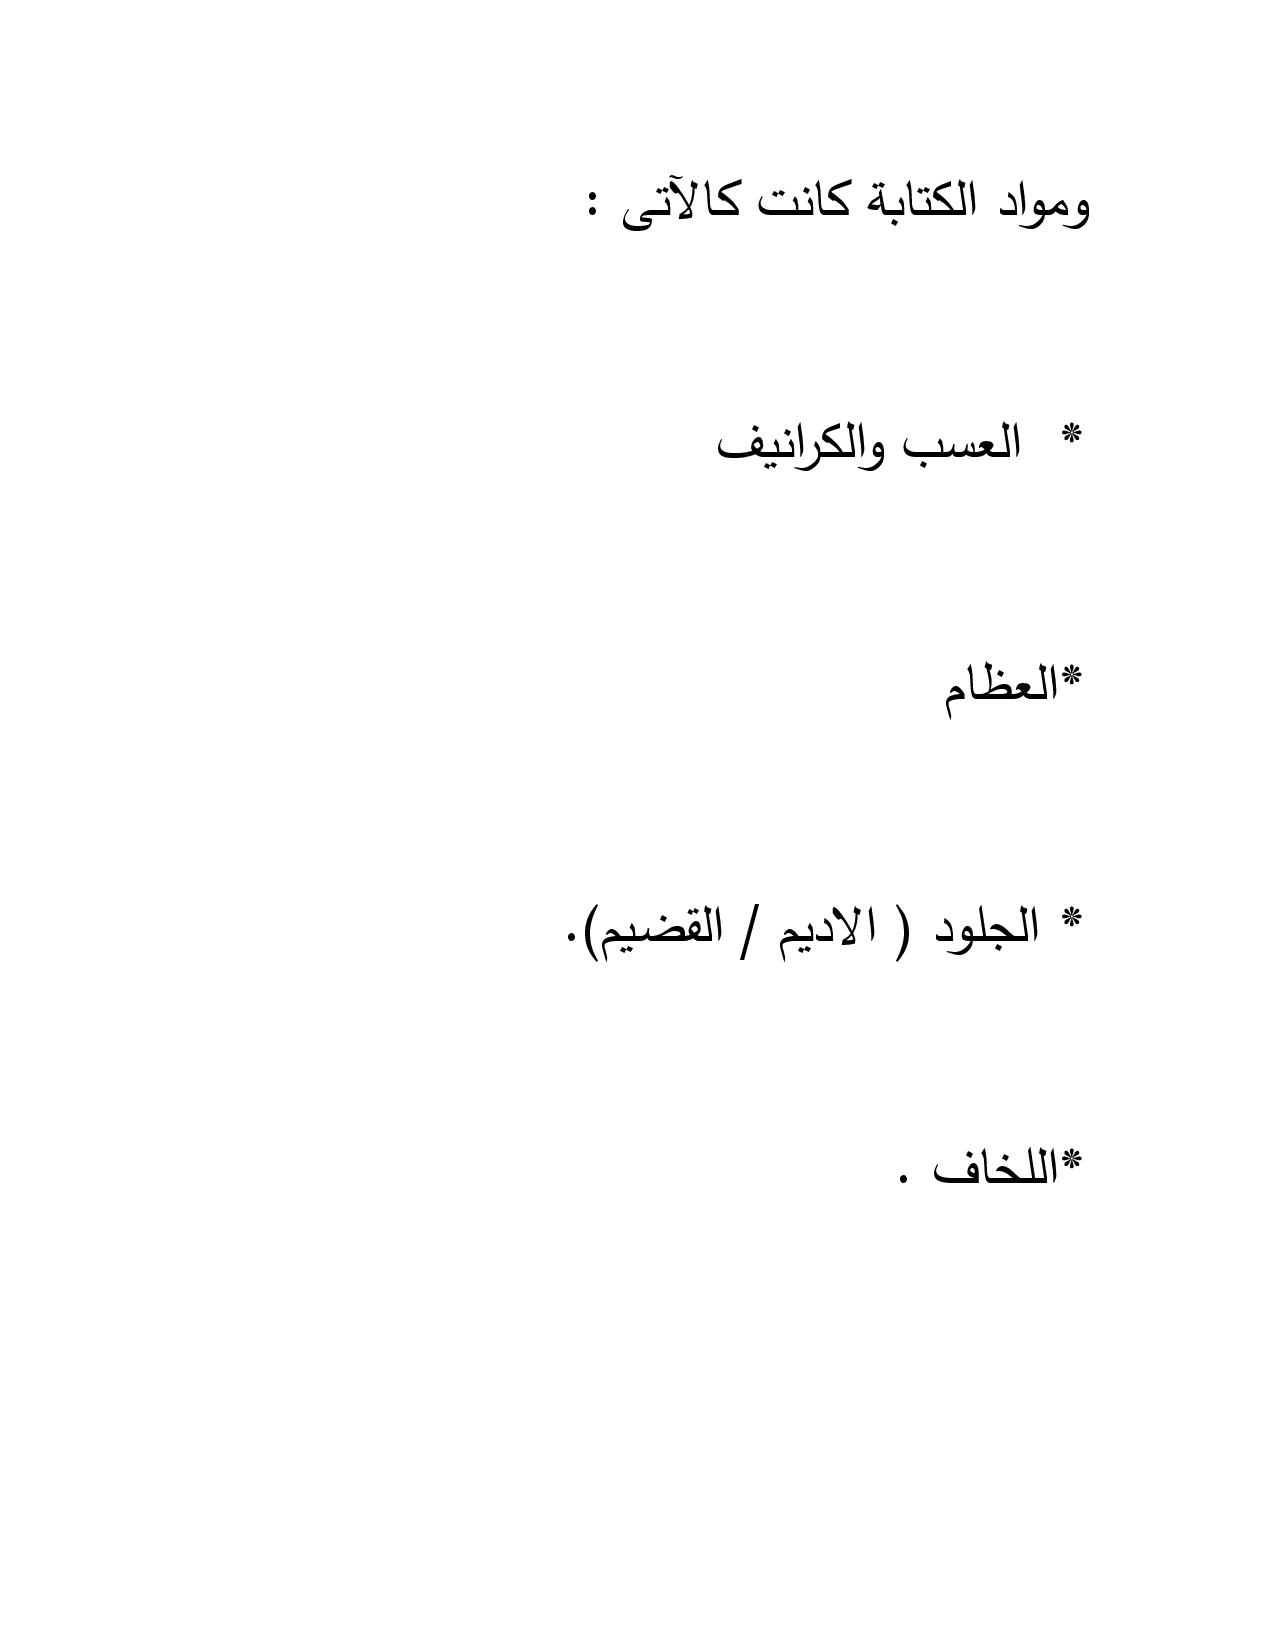 ومواد الكتابة كانت كالآتى :
* العسب والكرانيف
*العظام
* الجلود ( الاديم / القضيم).
*اللخاف .